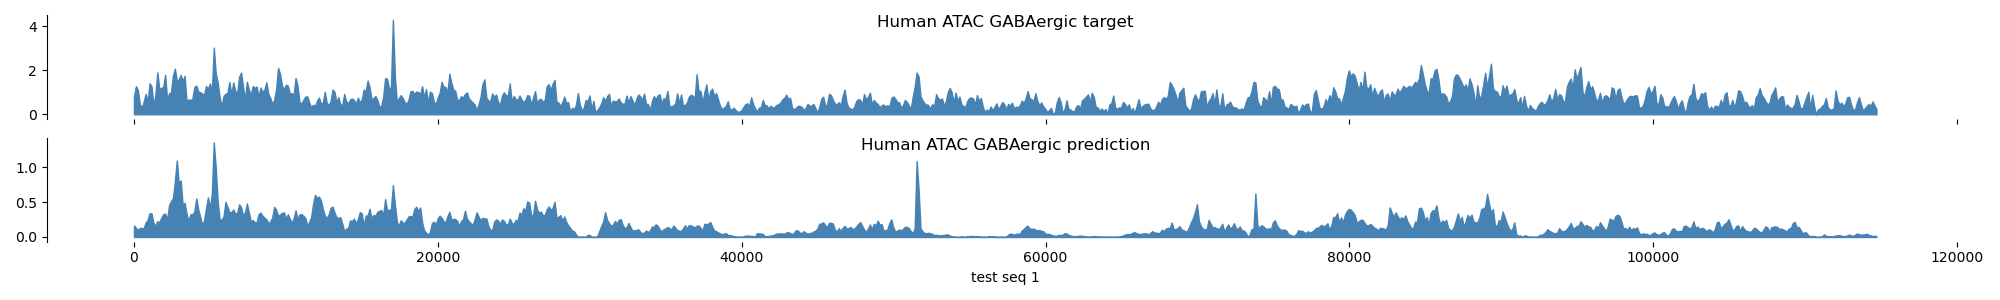 Human ATAC GABAergic target
4
2
0
Human ATAC GABAergic prediction
1.0
0.5
0.0
0 20000 40000 60000 80000 100000 120000
test seq 1